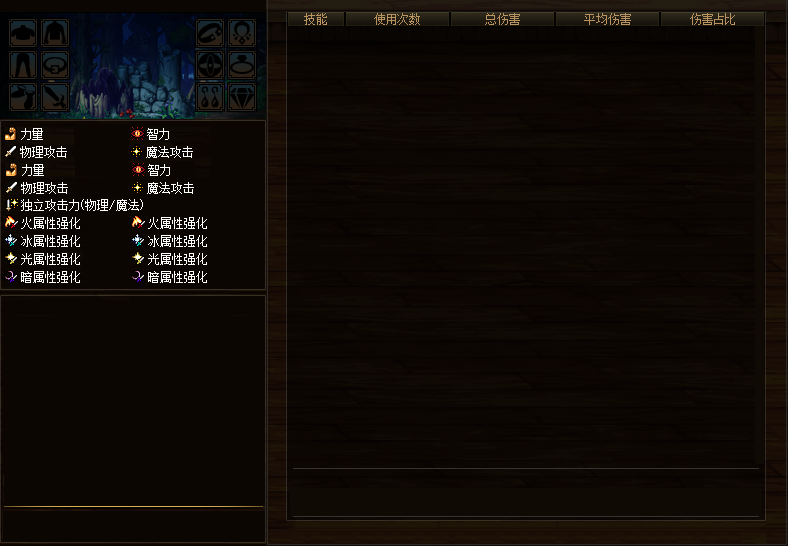 技能 使用次数 总伤害 平均伤害 伤害占比
力量 智力
物理攻击 魔法攻击
力量 智力
物理攻击 魔法攻击
独立攻击力(物理/魔法)
火属性强化 火属性强化
冰属性强化 冰属性强化
光属性强化 光属性强化
暗属性强化 暗属性强化